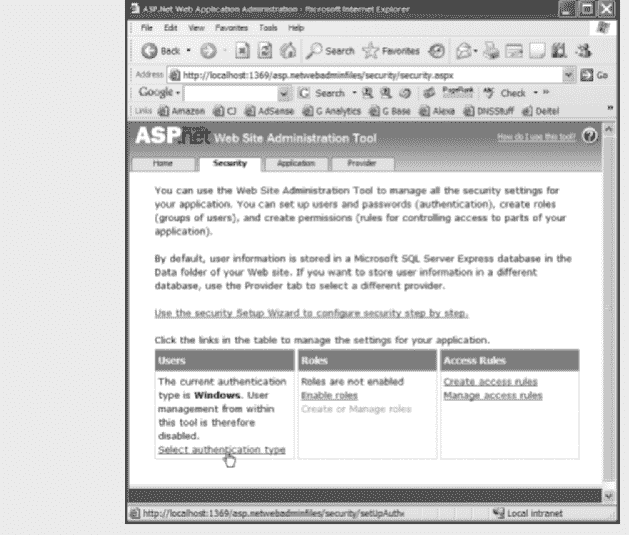 ASP.Net Web Application Administration - Microsoft Internet Explorer
File Edit View Favorites Tools Help
Back Search Favorites
Address http://localhost:1369/asp.netwebadminfiles/security/security.aspx Go
Google Search PageRank Check
Links Amazon CJ AdSense G Analytics G Base Alexa DNSStuff Deitel »
ASP.net Web Site Administration Tool How do I use this tool? ?
Home Security Application Provider
You can use the Web Site Administration Tool to manage all the security settings for
your application. You can set up users and passwords (authentication), create roles
(groups of users), and create permissions (rules for controlling access to parts of your
application).
By default, user information is stored in a Microsoft SQL Server Express database in the
Data folder of your Web site. If you want to store user information in a different
database, use the Provider tab to select a different provider.
Use the security Setup Wizard to configure security step by step.
Click the links in the table to manage the settings for your application.
Users Roles Access Rules
The current authentication
type is Windows. User
management from within
this tool is therefore
disabled.
Select authentication type
Roles are not enabled
Enable roles
Create or Manage roles
Create access rules
Manage access rules
http://localhost:1369/asp.netwebadminfiles/security/setUpAuthe Local intranet